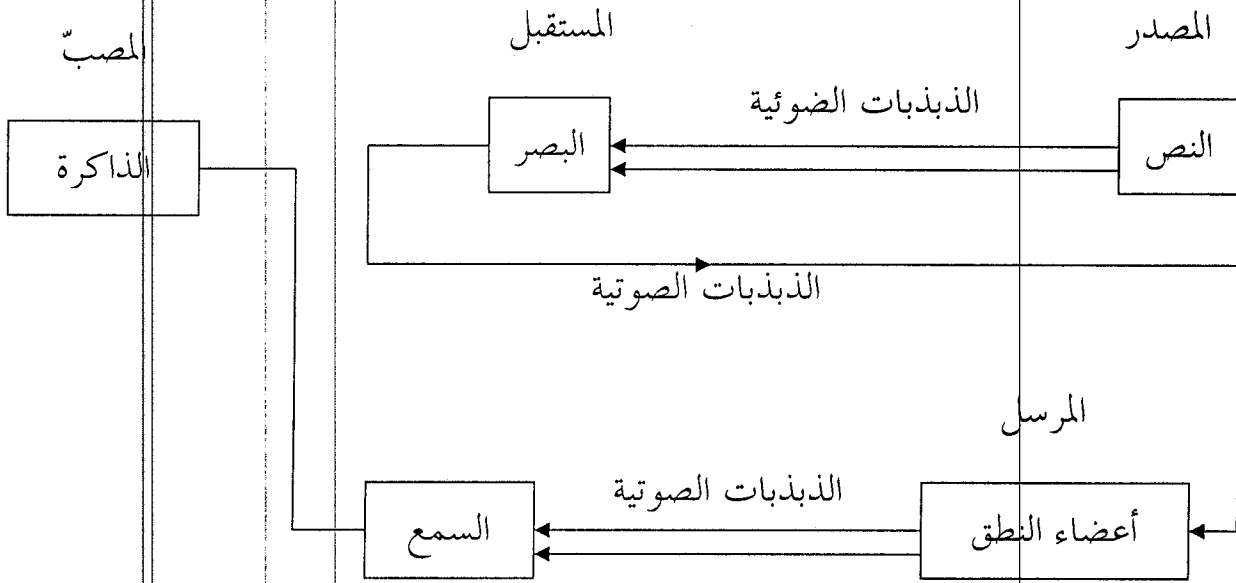 المصدر
المستقبل
المصبّ
الذبذبات الضوئية
النص
البصر
الذاكرة
الذبذبات الصوتية
المرسل
الذبذبات الصوتية
أعضاء النطق
السمع